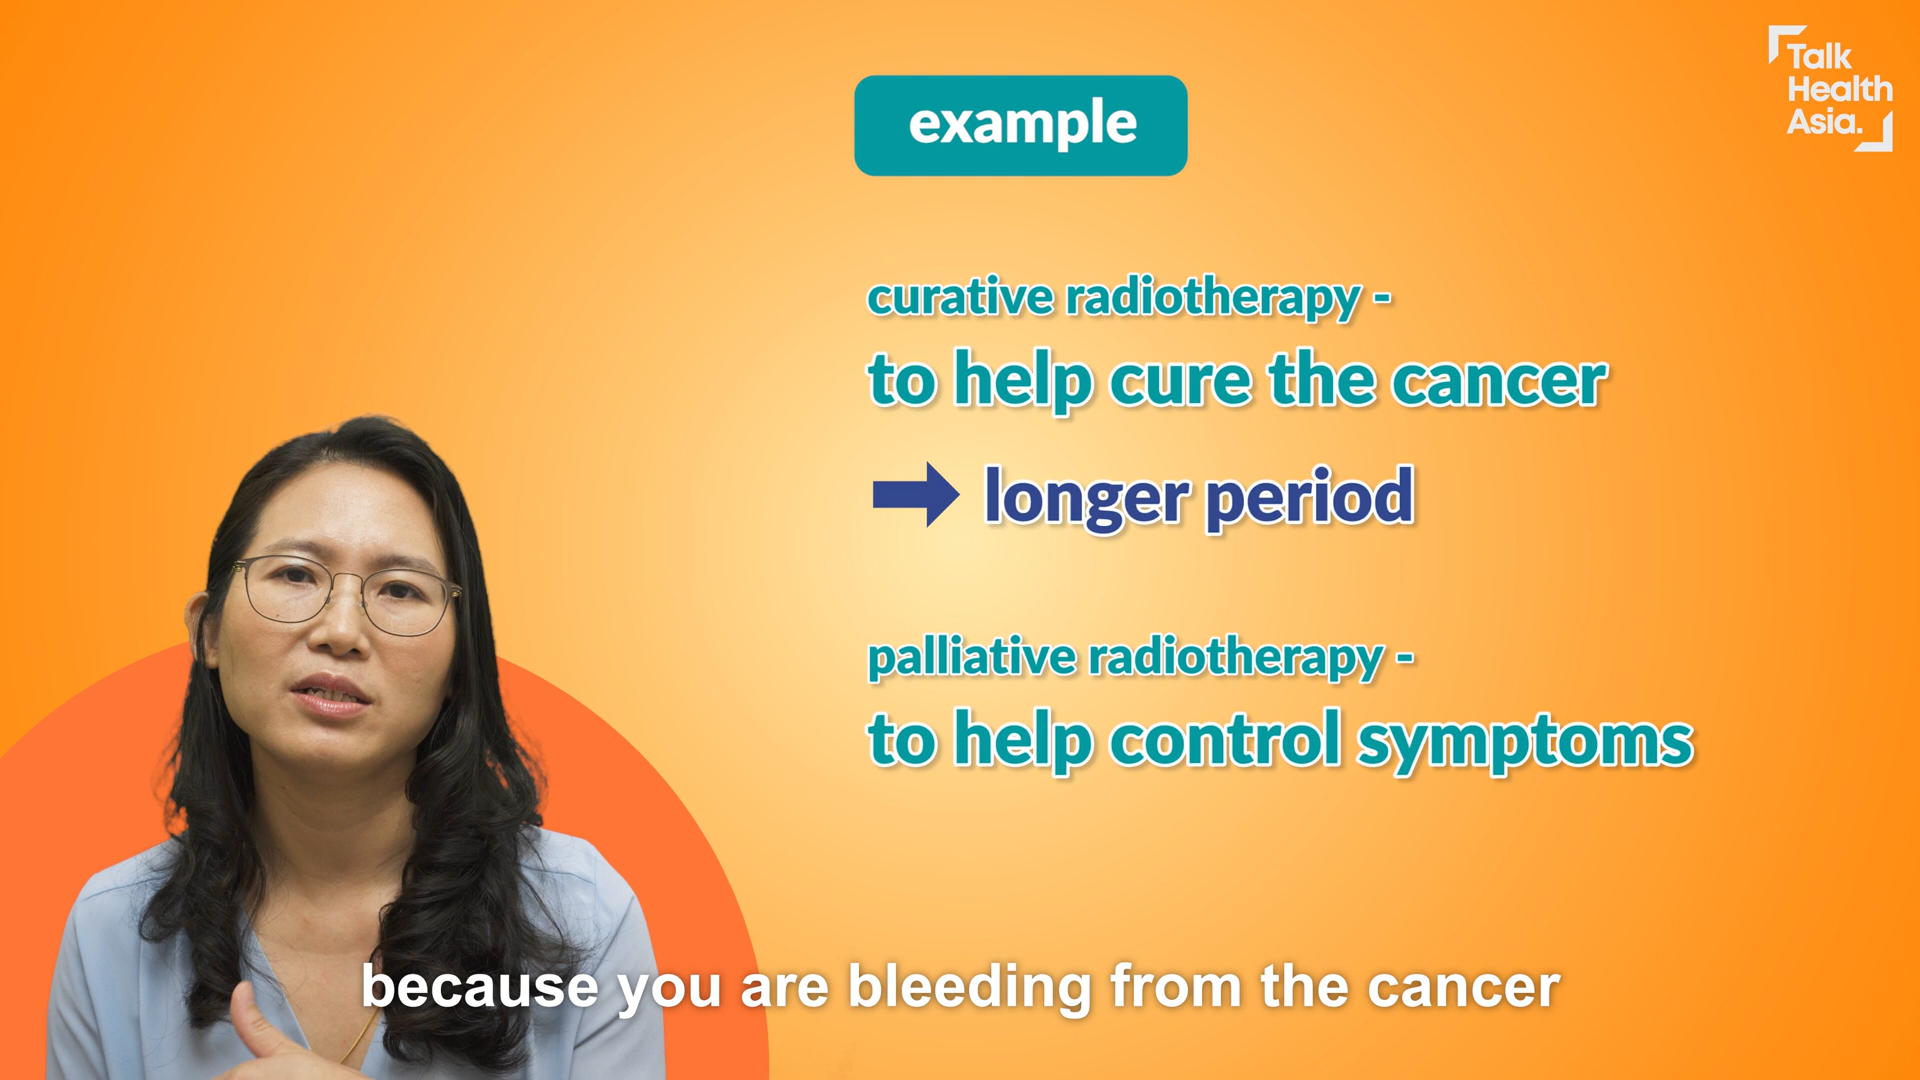 Talk
Health
Asia.
example
curative radiotherapy -
to help cure the cancer
longer period
palliative radiotherapy -
to help control symptoms
because you are bleeding from the cancer